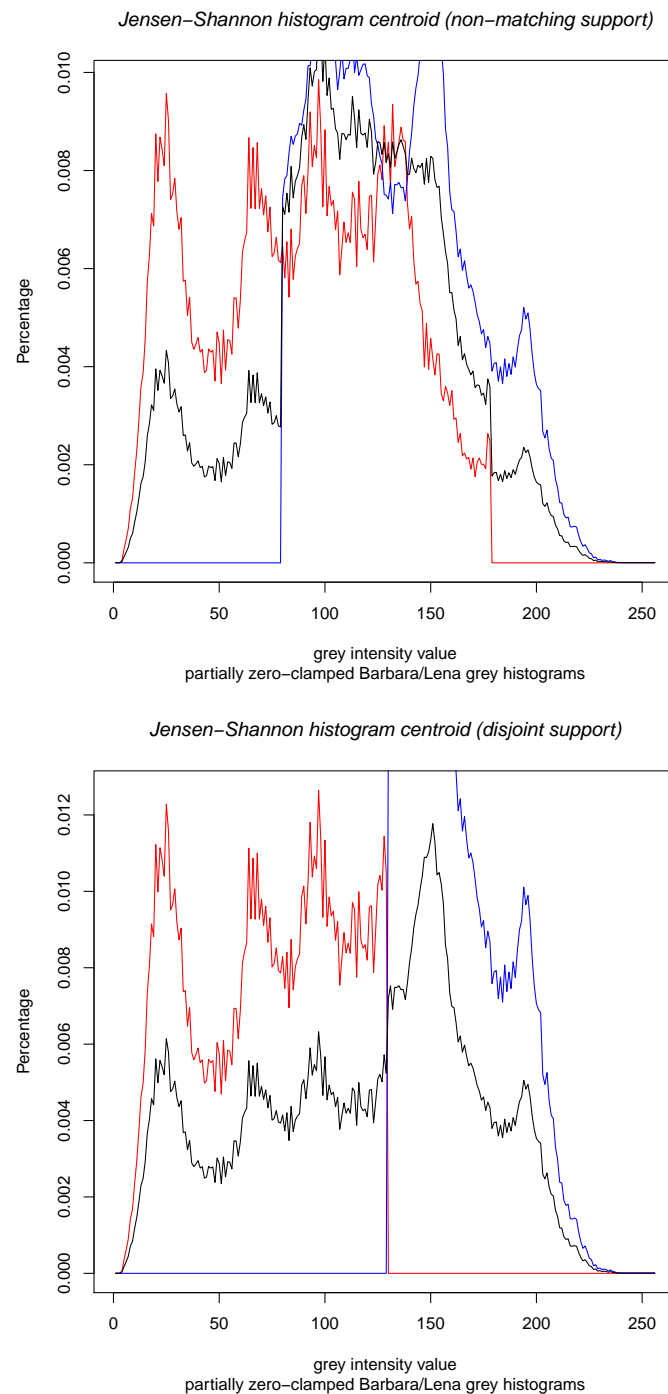 Jensen−Shannon histogram centroid (non−matching support)
0.010
0.008
0.006
0.004
0.002
0.000
Percentage
0 50 100 150 200 250
grey intensity value
partially zero−clamped Barbara/Lena grey histograms
Jensen−Shannon histogram centroid (disjoint support)
0.012
0.010
0.008
0.006
0.004
0.002
0.000
Percentage
0 50 100 150 200 250
grey intensity value
partially zero−clamped Barbara/Lena grey histograms